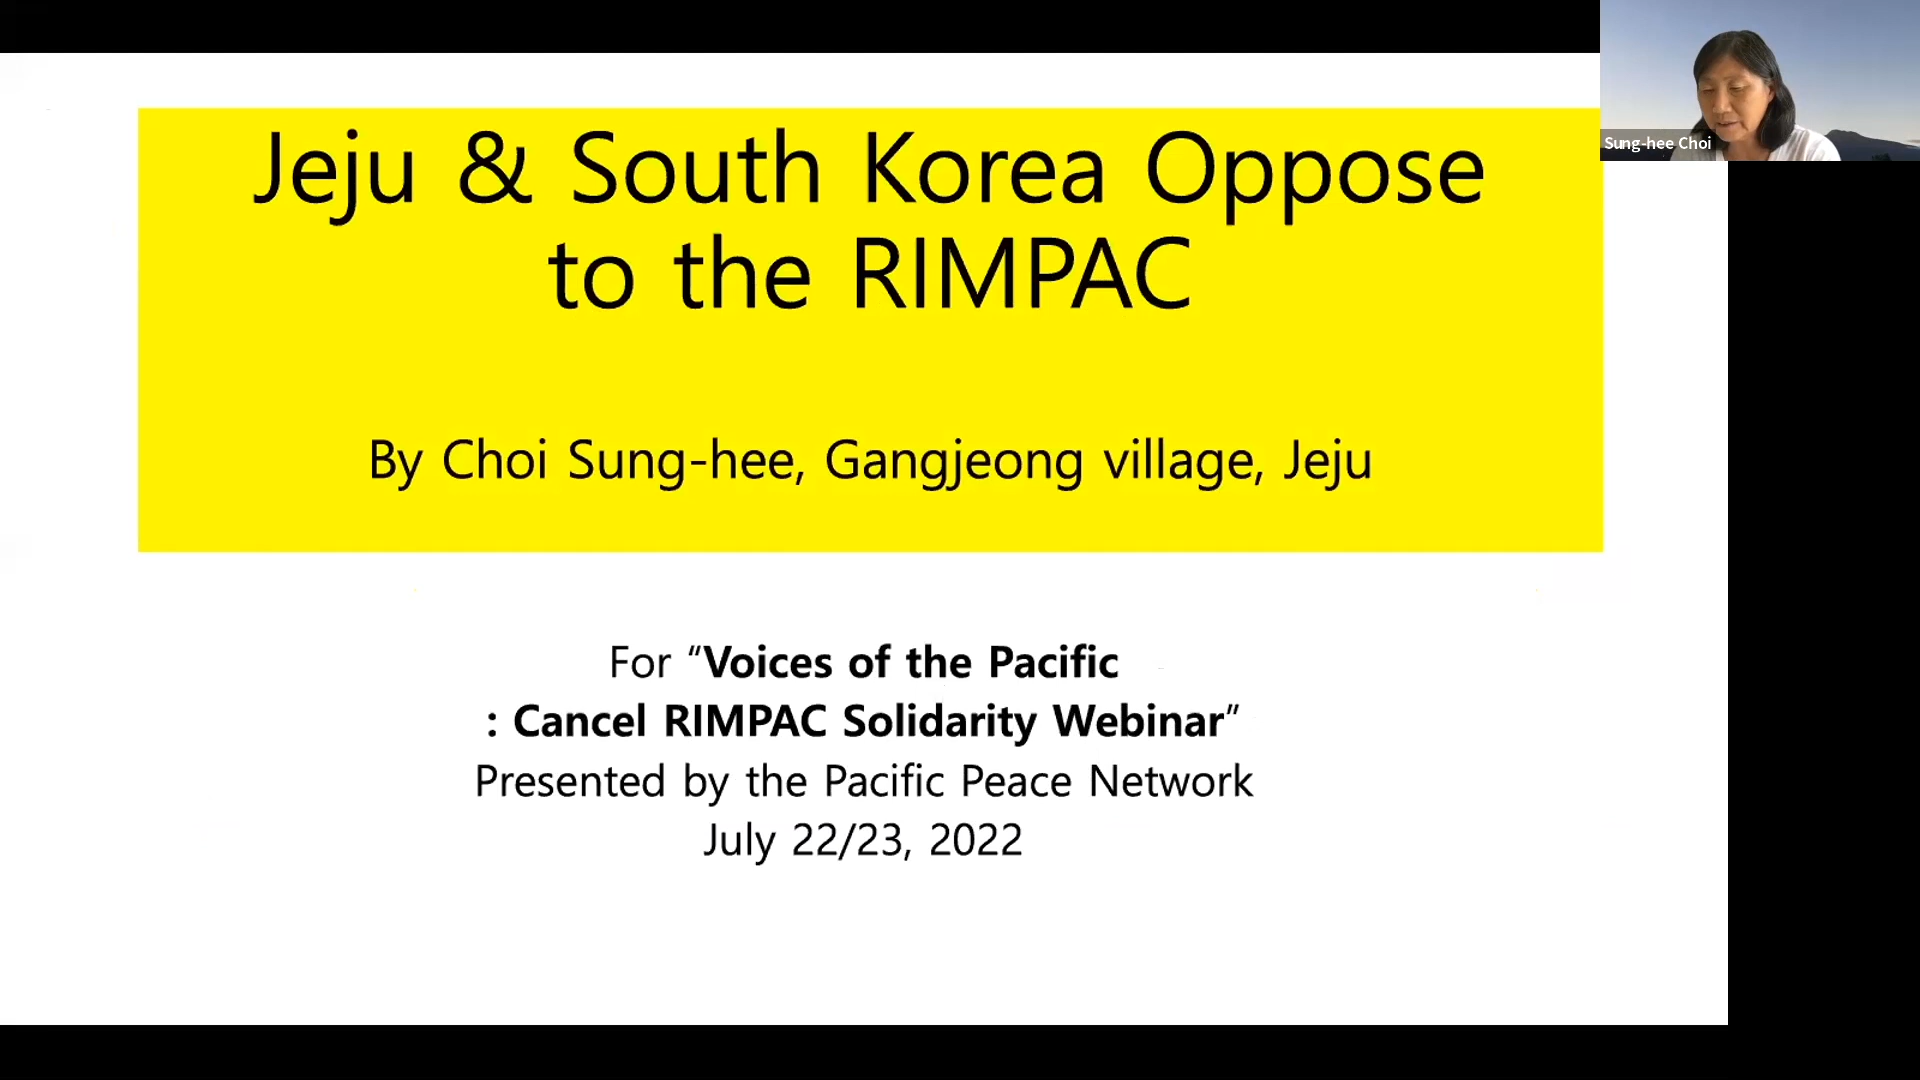 Jeju & South Korea Oppose
to the RIMPAC
By Choi Sung-hee, Gangjeong village, Jeju
For “Voices of the Pacific
: Cancel RIMPAC Solidarity Webinar”
Presented by the Pacific Peace Network
July 22/23, 2022
Sung-hee Choi